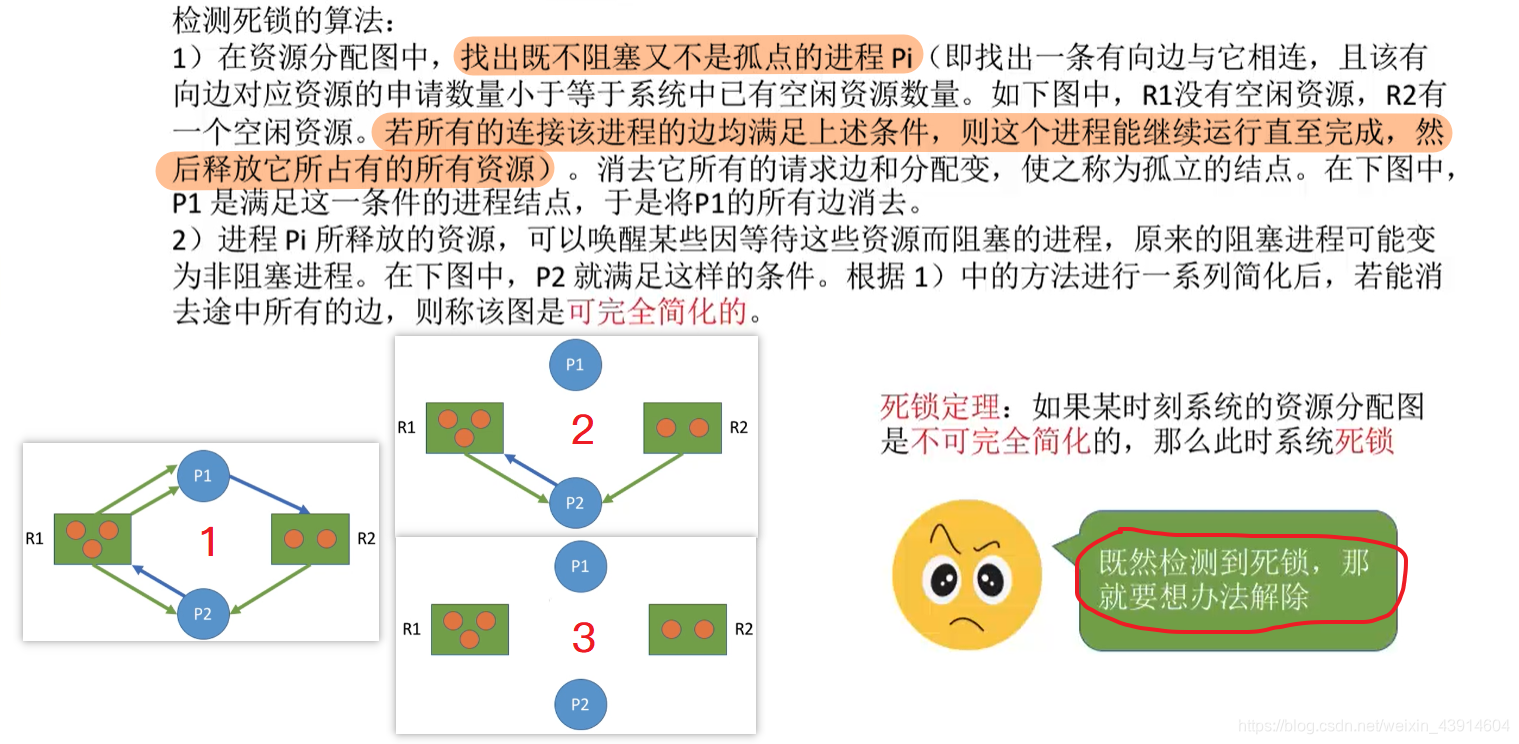 检测死锁的算法：
1）在资源分配图中，找出既不阻塞又不是孤点的进程 Pi（即找出一条有向边与它相连，且该有
向边对应资源的申请数量小于等于系统中已有空闲资源数量。如下图中，R1没有空闲资源，R2有
一个空闲资源。若所有的连接该进程的边均满足上述条件，则这个进程能继续运行直至完成，然
后释放它所占有的所有资源）。消去它所有的请求边和分配变，使之称为孤立的结点。在下图中，
P1 是满足这一条件的进程结点，于是将P1的所有边消去。
2）进程 Pi 所释放的资源，可以唤醒某些因等待这些资源而阻塞的进程，原来的阻塞进程可能变
为非阻塞进程。在下图中，P2 就满足这样的条件。根据 1）中的方法进行一系列简化后，若能消
去途中所有的边，则称该图是可完全简化的。
P1
R1
1
R2
P2
P1
R1
2
R2
P2
P1
R1
3
R2
P2
死锁定理：如果某时刻系统的资源分配图
是不可完全简化的，那么此时系统死锁
既然检测到死锁，那
就要想办法解除
https://blog.csdn.net/weixin_43914604